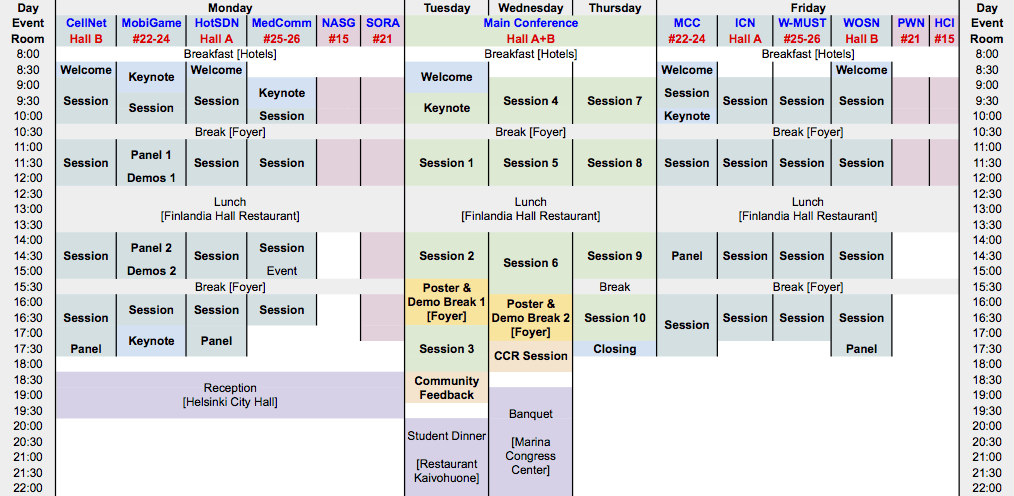 Day Monday Tuesday Wednesday Thursday Friday Day
Event CellNet MobiGame HotSDN MedComm NASG SORA Main Conference MCC ICN W-MUST WOSN PWN HCI Event
Room Hall B #22-24 Hall A #25-26 #15 #21 Hall A+B #22-24 Hall A #25-26 Hall B #21 #15 Room
8:00 Breakfast [Hotels] Breakfast [Hotels] Breakfast [Hotels] 8:00
8:30 Welcome Keynote Welcome Welcome Welcome Welcome 8:30
9:00 Keynote Session 9:00
9:30 Session Session Session Keynote Session 4 Session 7 Session Session Session 9:30
10:00 Session Keynote 10:00
10:30 Break [Foyer] Break [Foyer] Break [Foyer] 10:30
11:00 Panel 1 11:00
11:30 Session Session Session Session 1 Session 5 Session 8 Session Session Session Session 11:30
12:00 Demos 1 12:00
12:30 Lunch Lunch Lunch 12:30
13:00 [Finlandia Hall Restaurant] [Finlandia Hall Restaurant] [Finlandia Hall Restaurant] 13:00
13:30 13:30
14:00 Panel 2 Session 14:00
14:30 Session Session Session 2 Session 6 Session 9 Panel Session Session Session 14:30
15:00 Demos 2 Event 15:00
15:30 Break [Foyer] Poster & Break Break [Foyer] 15:30
16:00 Session Session Demo Break 1 Poster & 16:00
16:30 Session Session [Foyer] Demo Break 2 Session 10 Session Session Session Session 16:30
17:00 Keynote Panel [Foyer] 17:00
17:30 Panel Session 3 CCR Session Closing Panel 17:30
18:00 18:00
18:30 Reception Community 18:30
19:00 [Helsinki City Hall] Feedback 19:00
19:30 Banquet 19:30
20:00 Student Dinner 20:00
20:30 [Marina 20:30
21:00 [Restaurant Congress 21:00
21:30 Kaivohuone] Center] 21:30
22:00 22:00